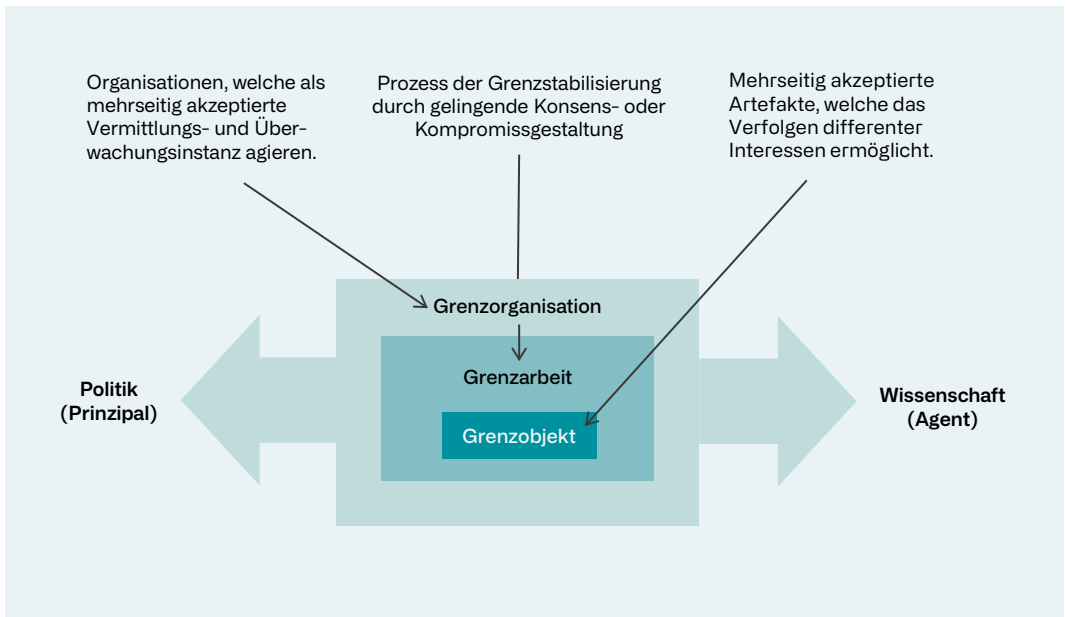 Organisationen, welche als
mehrseitig akzeptierte
Vermittlungs- und Über-
wachungsinstanz agieren.
Prozess der Grenzstabilisierung
durch gelingende Konsens- oder
Kompromissgestaltung
Mehrseitig akzeptierte
Artefakte, welche das
Verfolgen differenter
Interessen ermöglicht.
Grenzorganisation
Grenzarbeit
Grenzobjekt
Politik
(Prinzipal)
Wissenschaft
(Agent)